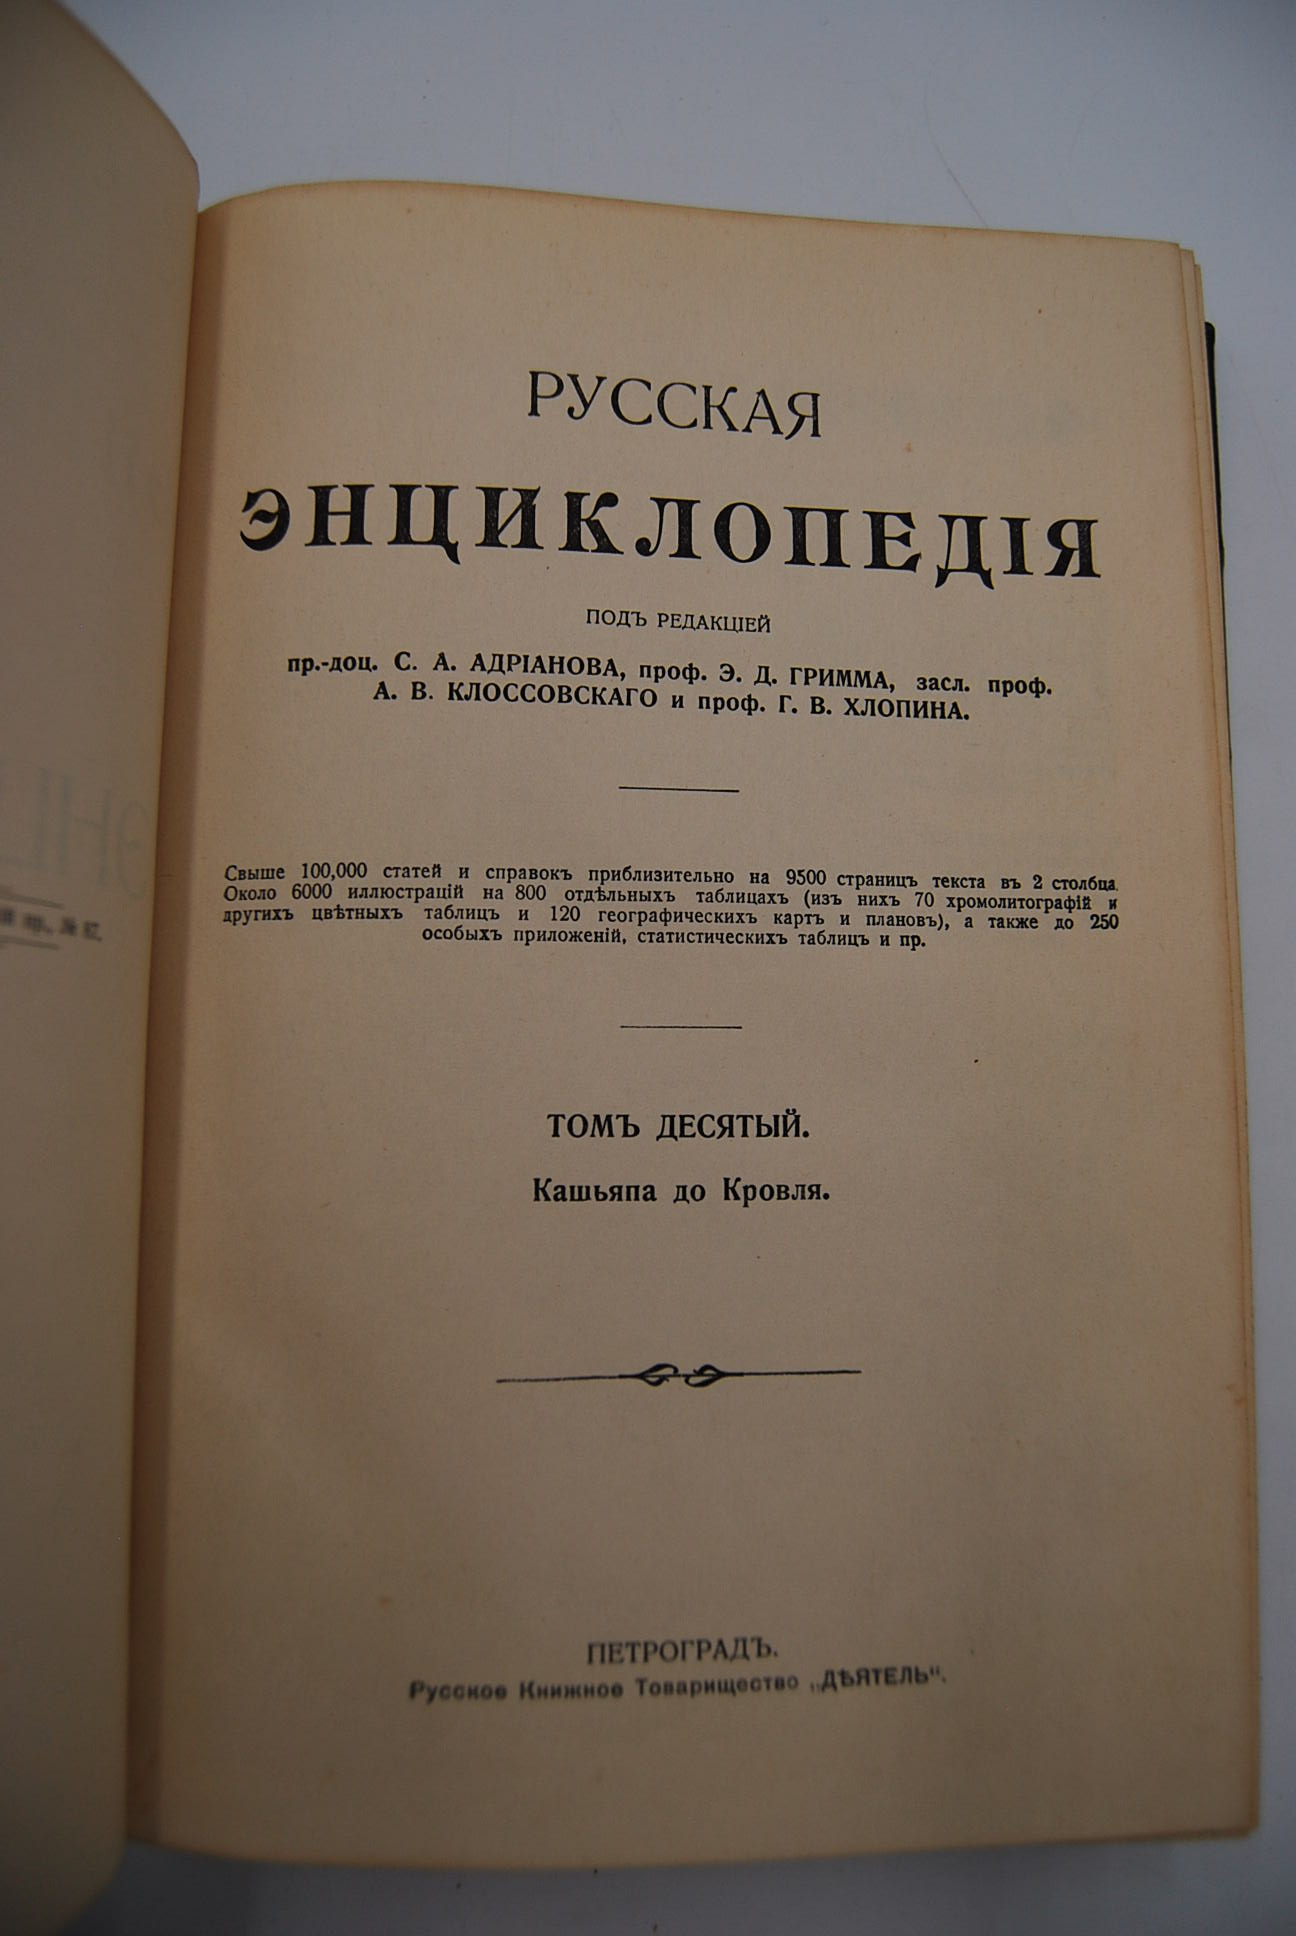 РУССКАЯ
ЭНЦИКЛОПЕДІЯ
ПОДЪ РЕДАКЦІЕЙ
пр.-доц. С. А. АДРІАНОВА, проф. Э. Д. ГРИММА, засл. проф.
А. В. КЛОССОВСКАГО и проф. Г. В. ХЛОПИНА.
Свыше 100,000 статей и справокъ приблизительно на 9500 страницъ текста въ 2 столбца.
Около 6000 иллюстрацій на 800 отдѣльныхъ таблицахъ (изъ нихъ 70 хромолитографій и
другихъ цвѣтныхъ таблицъ и 120 географическихъ картъ и плановъ), а также до 250
особыхъ приложеній, статистическихъ таблицъ и пр.
ТОМЪ ДЕСЯТЫЙ.
Кашьяпа до Кровля.
ПЕТРОГРАДЪ.
Русское Книжное Товарищество „ДѢЯТЕЛЬ“.
пр., № 87.